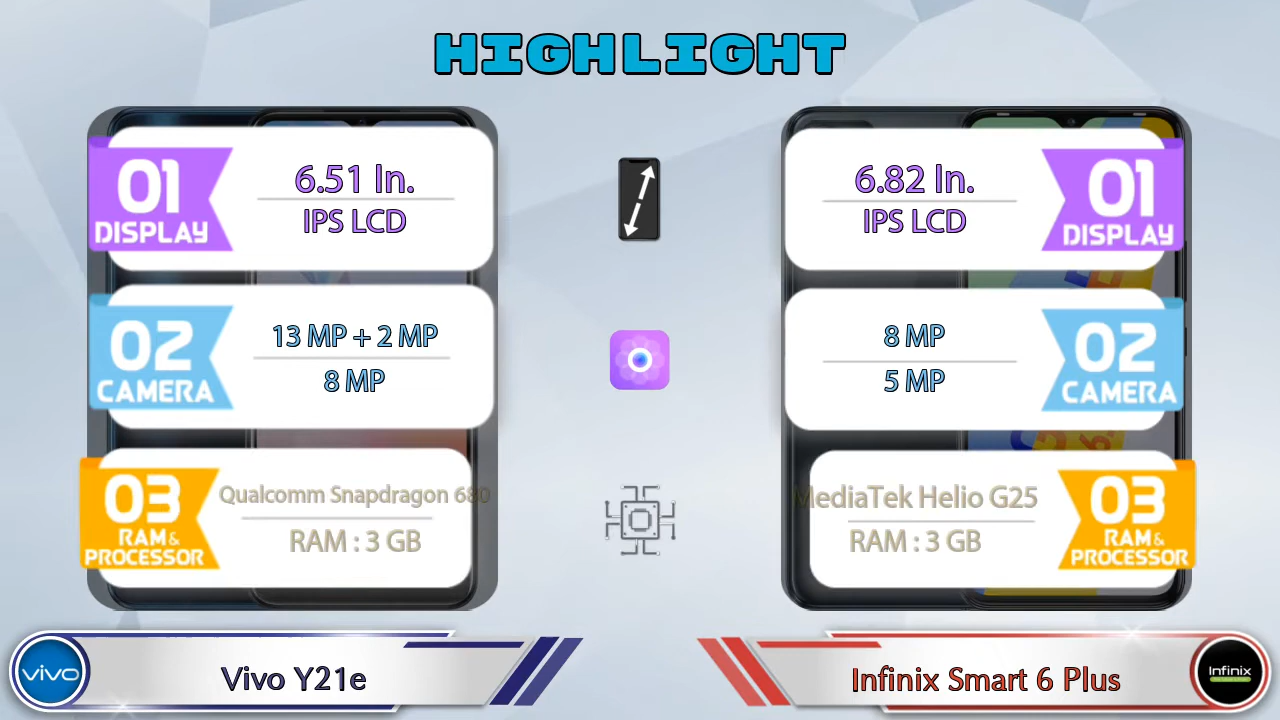 HIGHLIGHT
01
DISPLAY
6.51 In.
IPS LCD
02
CAMERA
13 MP + 2 MP
8 MP
03
RAM &
PROCESSOR
Qualcomm Snapdragon 680
RAM : 3 GB
6.82 In.
IPS LCD
01
DISPLAY
8 MP
5 MP
02
CAMERA
MediaTek Helio G25
RAM : 3 GB
03
RAM &
PROCESSOR
vivo
Vivo Y21e
Infinix Smart 6 Plus
Infinix